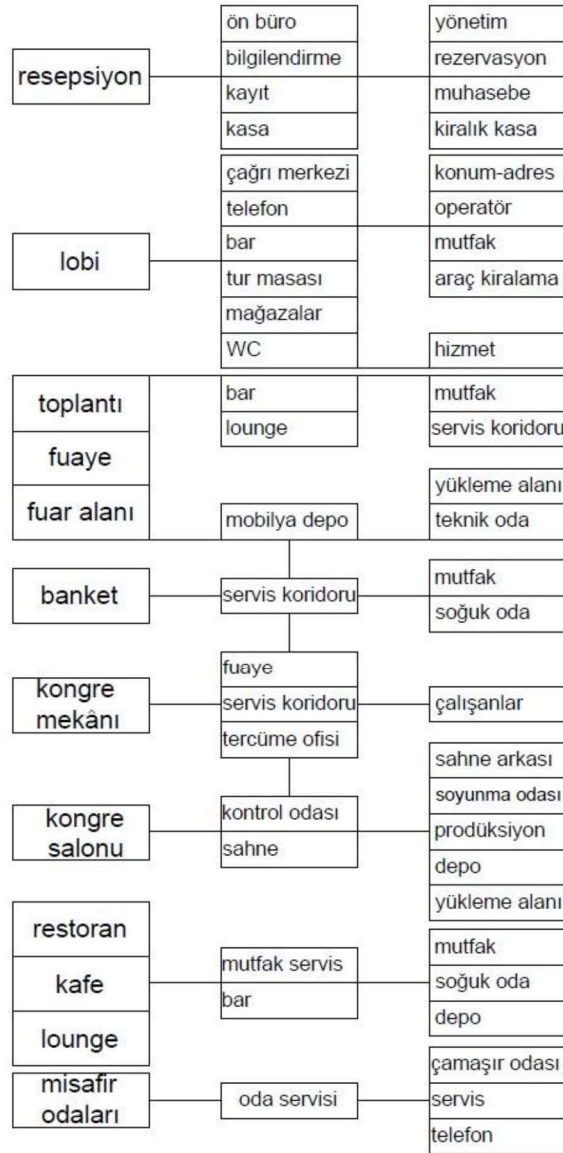 resepsiyon
ön büro
bilgilendirme
kayıt
kasa
yönetim
rezervasyon
muhasebe
kiralık kasa
lobi
çağrı merkezi
telefon
bar
tur masası
mağazalar
WC
konum-adres
operatör
mutfak
araç kiralama
hizmet
toplantı
fuaye
fuar alanı
bar
lounge
mobilya depo
mutfak
servis koridoru
yükleme alanı
teknik oda
banket
servis koridoru
mutfak
soğuk oda
kongre
mekânı
fuaye
servis koridoru
tercüme ofisi
çalışanlar
kongre
salonu
kontrol odası
sahne
sahne arkası
soyunma odası
prodüksiyon
depo
yükleme alanı
restoran
kafe
lounge
mutfak servis
bar
mutfak
soğuk oda
depo
misafir
odaları
oda servisi
çamaşır odası
servis
telefon